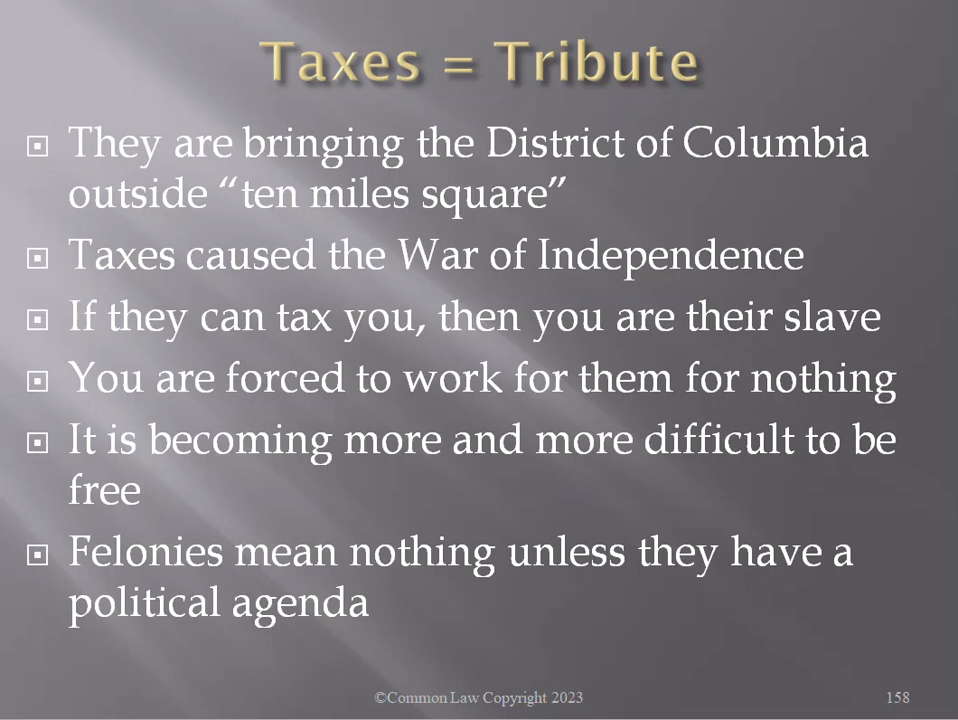 Taxes = Tribute
They are bringing the District of Columbia
outside “ten miles square”
Taxes caused the War of Independence
If they can tax you, then you are their slave
You are forced to work for them for nothing
It is becoming more and more difficult to be
free
Felonies mean nothing unless they have a
political agenda
©Common Law Copyright 2023
158